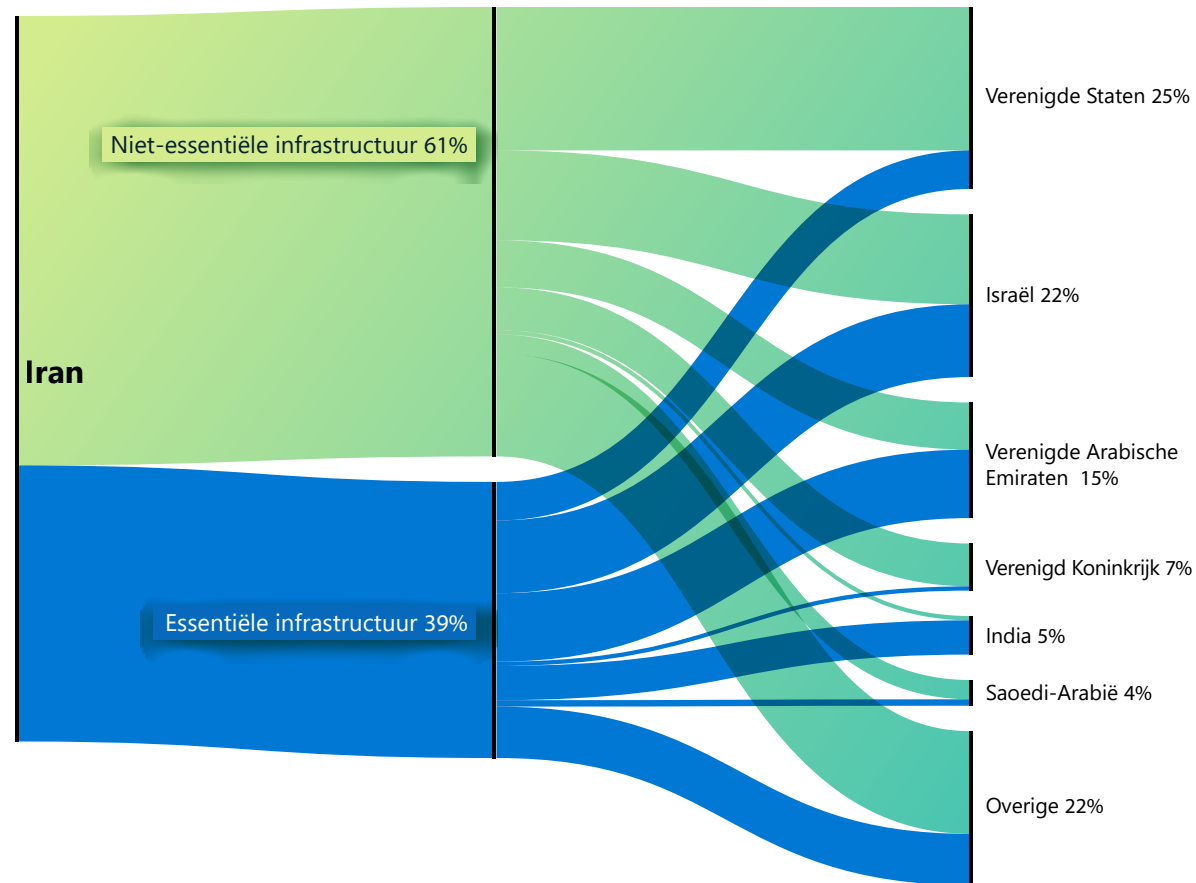 Verenigde Staten 25%
Niet-essentiële infrastructuur 61%
Israël 22%
Iran
Verenigde Arabische
Emiraten  15%
Verenigd Koninkrijk 7%
Essentiële infrastructuur 39%
India 5%
Saoedi-Arabië 4%
Overige 22%